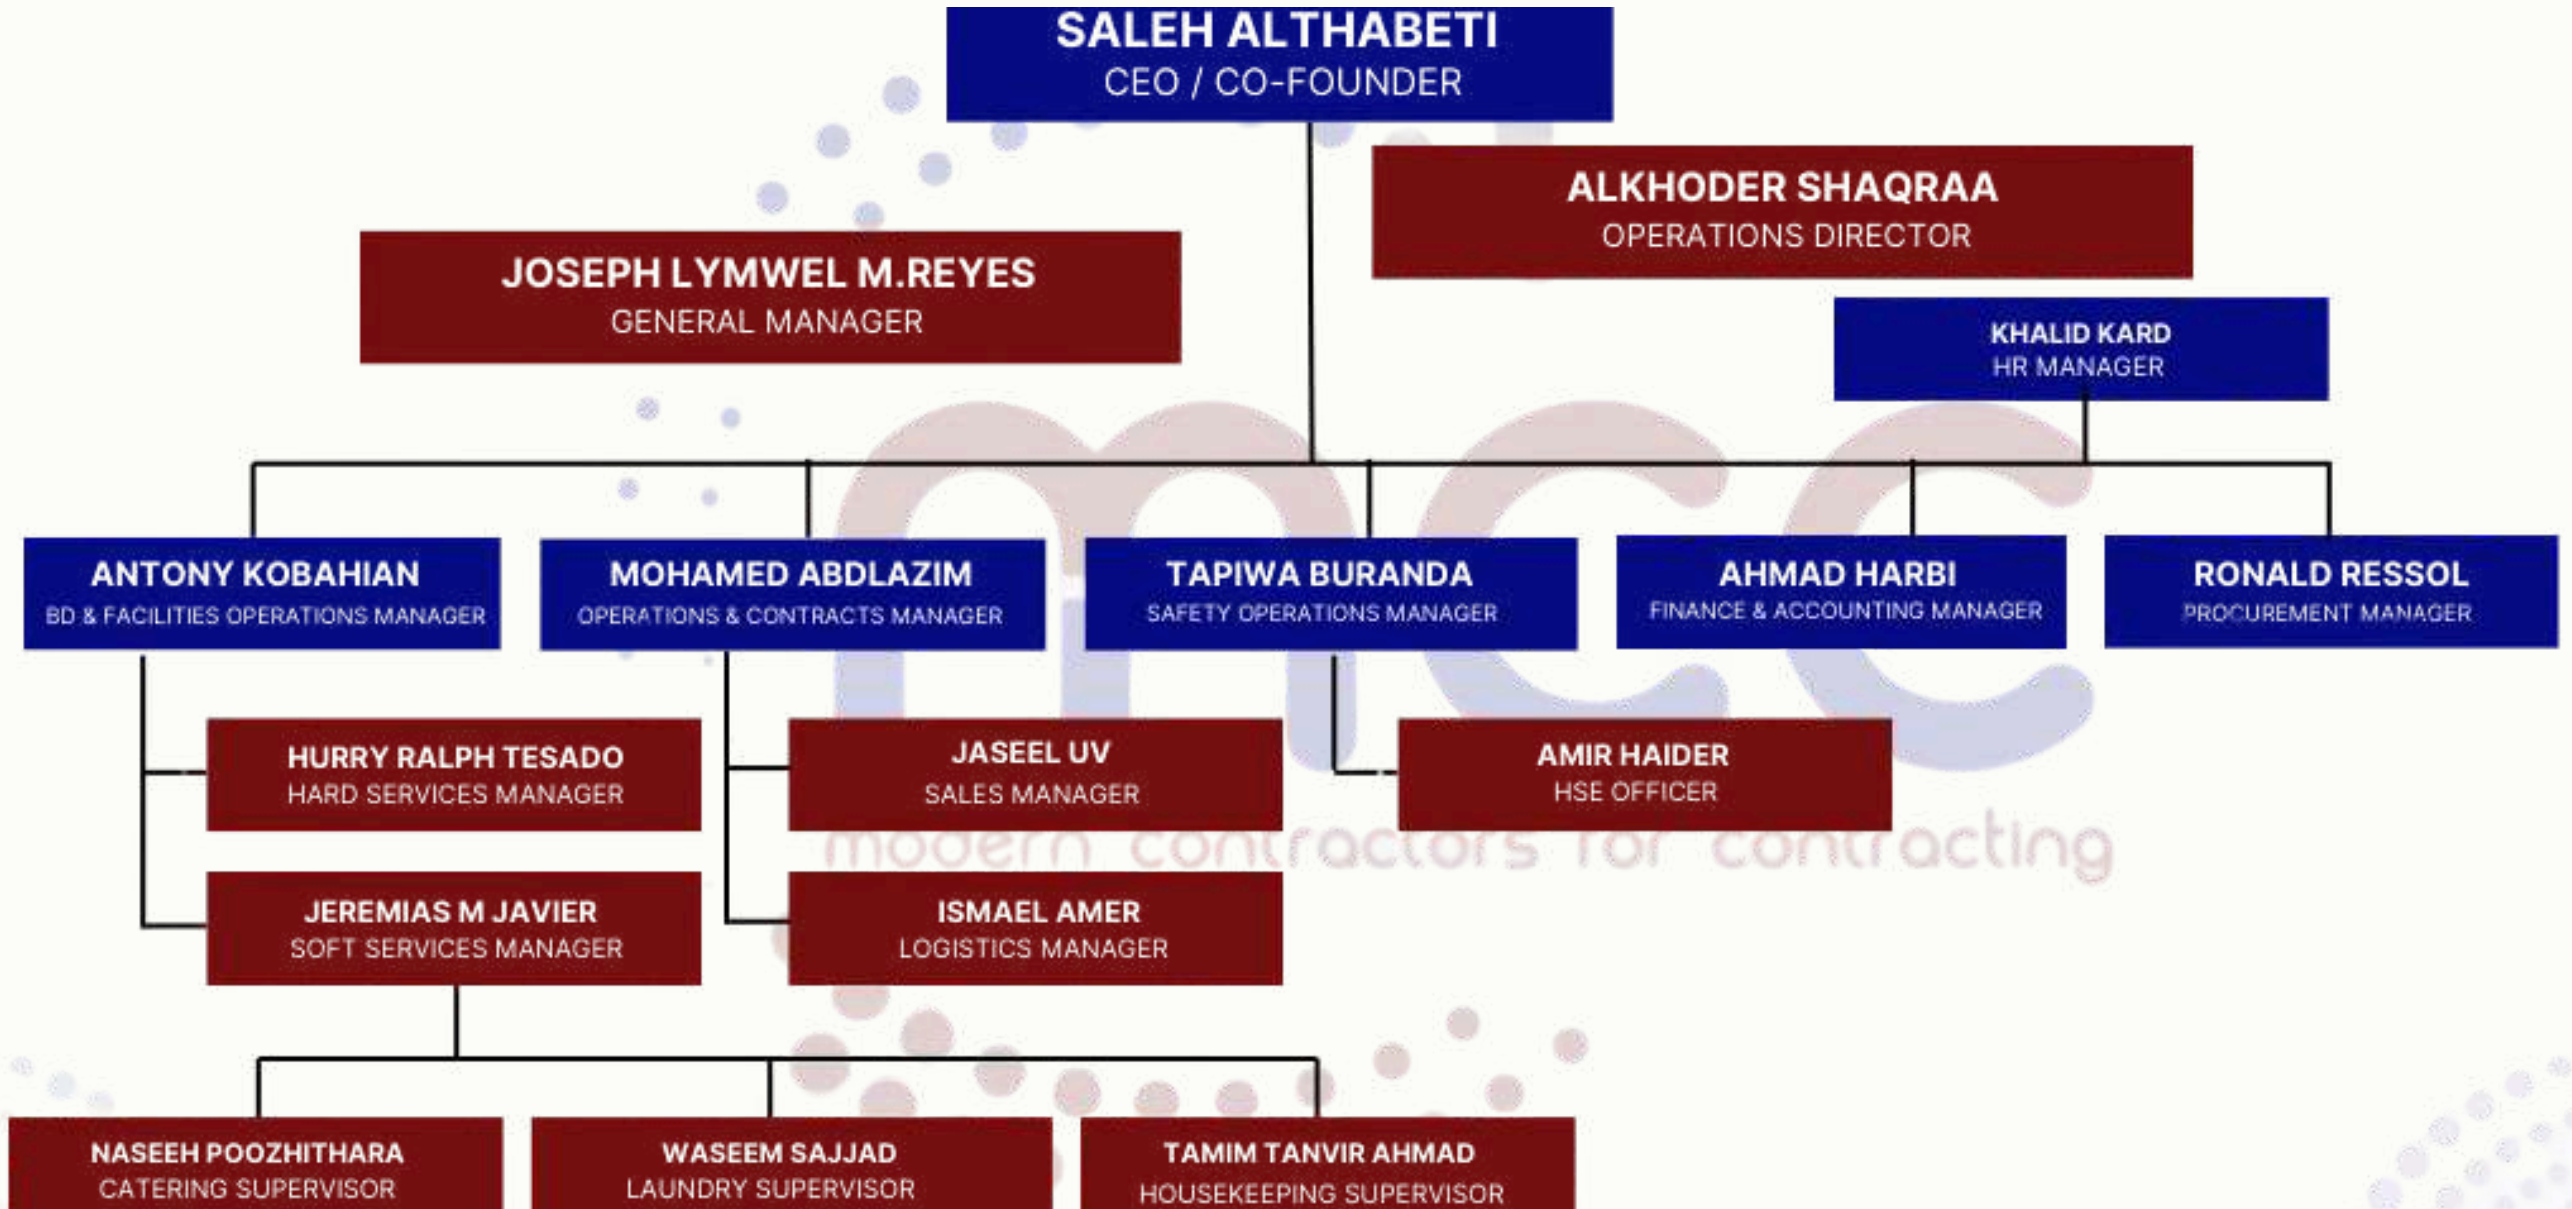 SALEH ALTHABETI
CEO / CO-FOUNDER
ALKHODER SHAQRAA
OPERATIONS DIRECTOR
JOSEPH LYMWEL M.REYES
GENERAL MANAGER
KHALID KARD
HR MANAGER
ANTONY KOBAHIAN
BD & FACILITIES OPERATIONS MANAGER
MOHAMED ABDLAZIM
OPERATIONS & CONTRACTS MANAGER
TAPIWA BURANDA
SAFETY OPERATIONS MANAGER
AHMAD HARBI
FINANCE & ACCOUNTING MANAGER
RONALD RESSOL
PROCUREMENT MANAGER
HURRY RALPH TESADO
HARD SERVICES MANAGER
JASEEL UV
SALES MANAGER
AMIR HAIDER
HSE OFFICER
mcc
modern contractors for contracting
JEREMIAS M JAVIER
SOFT SERVICES MANAGER
ISMAEL AMER
LOGISTICS MANAGER
NASEEH POOZHITHARA
CATERING SUPERVISOR
WASEEM SAJJAD
LAUNDRY SUPERVISOR
TAMIM TANVIR AHMAD
HOUSEKEEPING SUPERVISOR